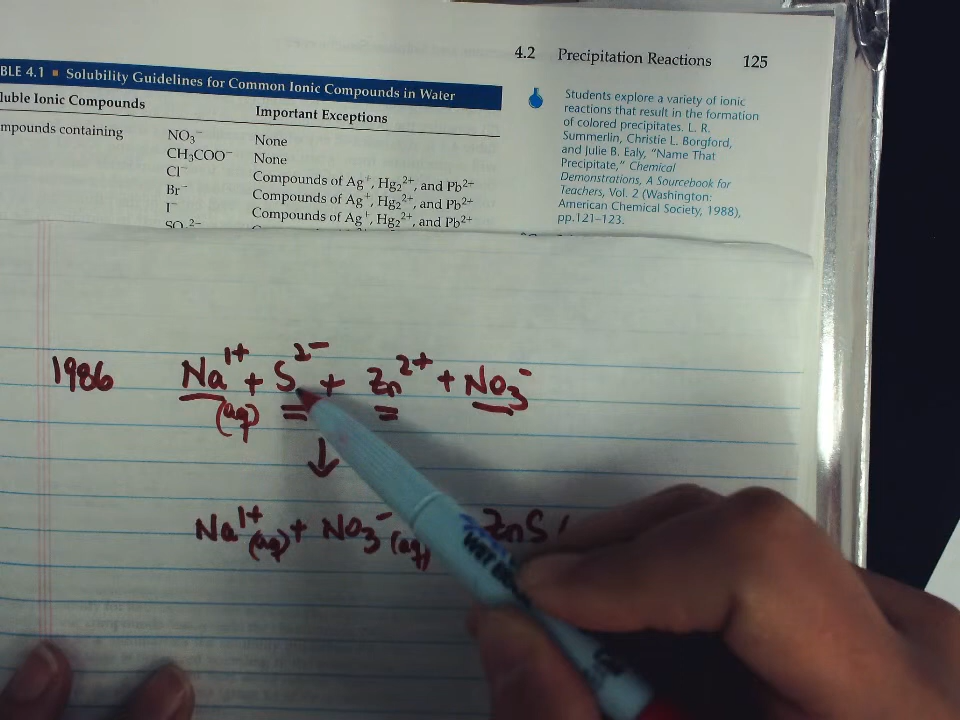 4.2 Precipitation Reactions 125
BLE 4.1 ▪ Solubility Guidelines for Common Ionic Compounds in Water
luble Ionic Compounds Important Exceptions
mpounds containing NO₃⁻ None
CH₃COO⁻ None
Cl⁻ Compounds of Ag⁺, Hg₂²⁺, and Pb²⁺
Br⁻ Compounds of Ag⁺, Hg₂²⁺, and Pb²⁺
I⁻ Compounds of Ag⁺, Hg₂²⁺, and Pb²⁺
SO₄²⁻
Students explore a variety of ionic
reactions that result in the formation
of colored precipitates. L. R.
Summerlin, Christie L. Borgford,
and Julie B. Ealy, "Name That
Precipitate," Chemical
Demonstrations, A Sourcebook for
Teachers, Vol. 2 (Washington:
American Chemical Society, 1988),
pp.121–123.
1986 Na¹⁺ + S²⁻ + Zn²⁺ + NO₃⁻
(aq)
↓
Na¹⁺(aq) + NO₃⁻(aq) ZnS